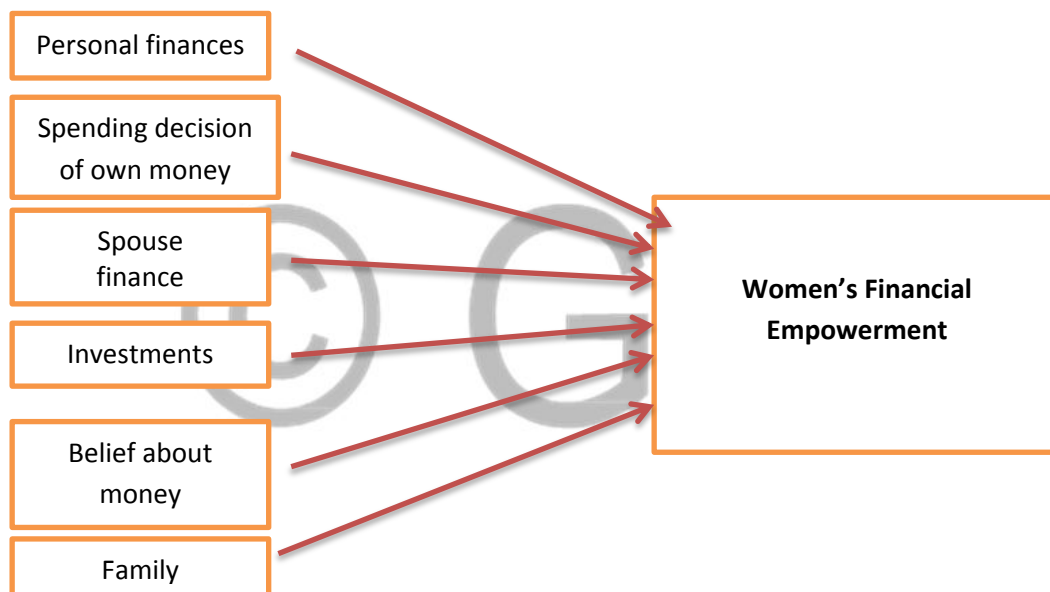 Personal finances
Spending decision
of own money
Spouse
finance
Investments
Belief about
money
Family
Women’s Financial
Empowerment
© G